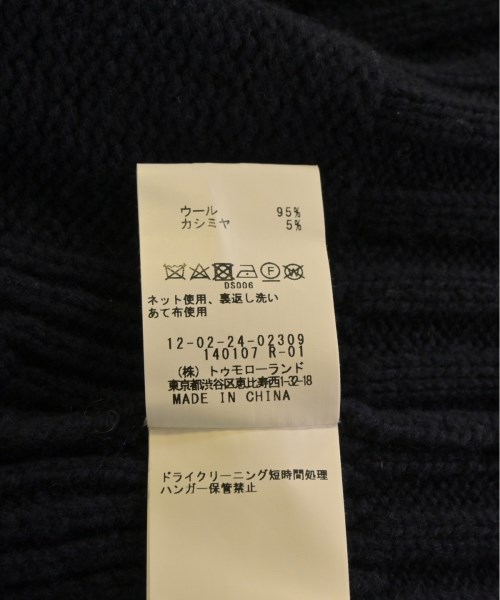 ウール 95%
カシミヤ 5%
F W
DS006
ネット使用、裏返し洗い
あて布使用
12-02-24-02309
140107 R-01
(株)トゥモローランド
東京都渋谷区恵比寿西1-32-18
MADE IN CHINA
ドライクリーニング短時間処理
ハンガー保管禁止